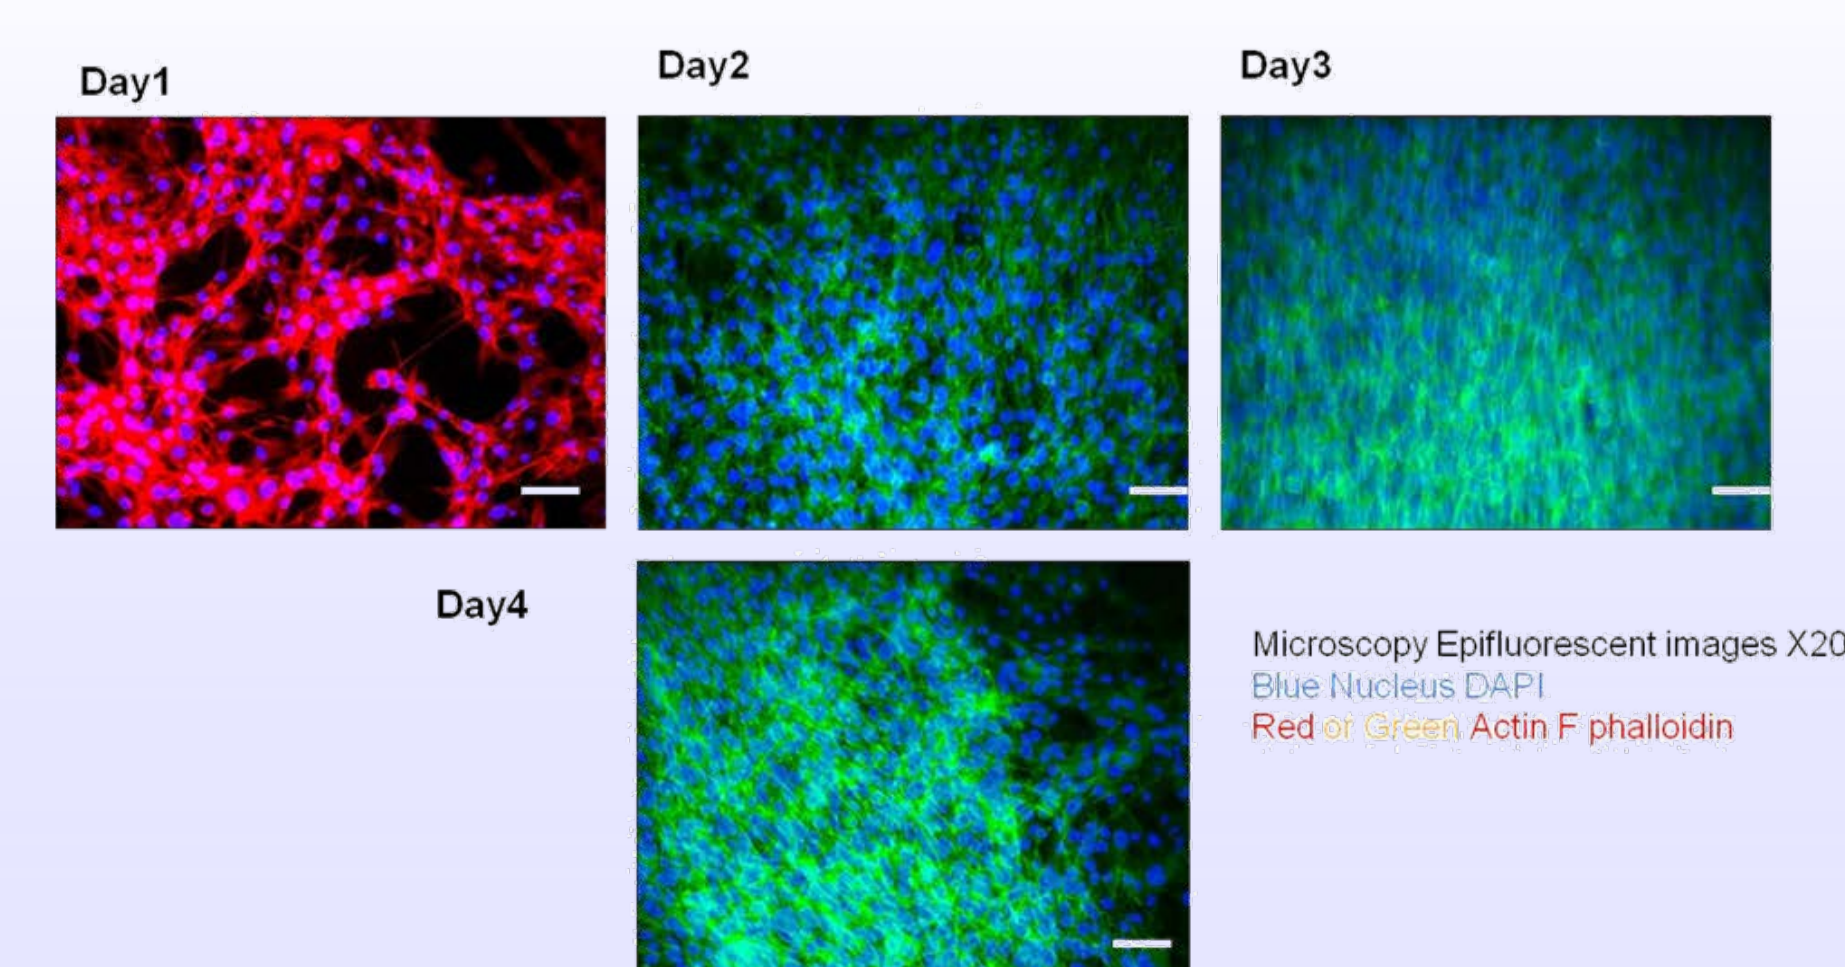 Day1
Day2
Day3
Day4
Microscopy Epifluorescent images X20
Blue Nucleus DAPI
Red or Green Actin F phalloidin